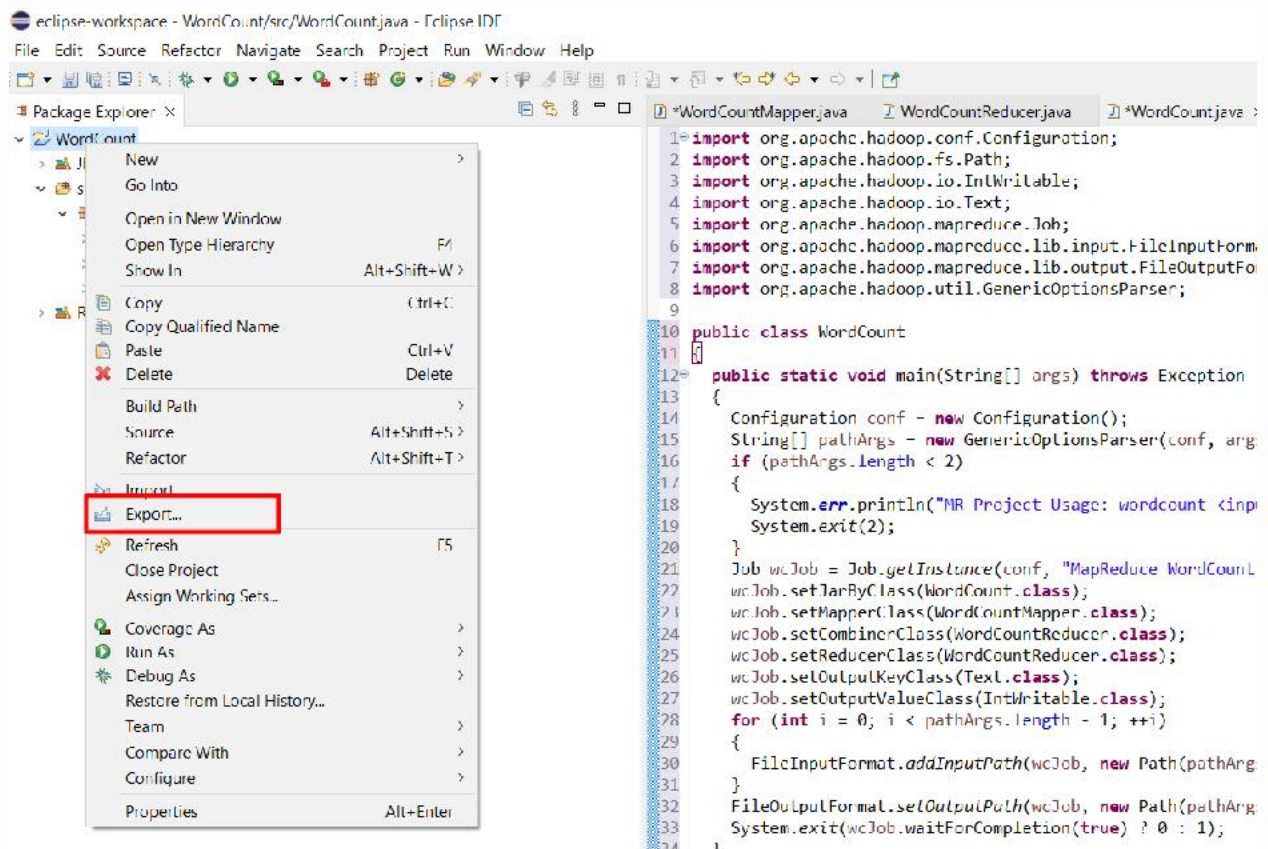 eclipse-workspace - WordCount/src/WordCount.java - Eclipse IDE
File Edit Source Refactor Navigate Search Project Run Window Help
Package Explorer
WordCount
New
Go Into
Open in New Window
Open Type Hierarchy F4
Show In Alt+Shift+W >
Copy Ctrl+C
Copy Qualified Name
Paste Ctrl+V
Delete Delete
Build Path
Source Alt+Shift+S >
Refactor Alt+Shift+T >
Import
Export...
Refresh F5
Close Project
Assign Working Sets...
Coverage As
Run As
Debug As
Restore from Local History...
Team
Compare With
Configure
Properties Alt+Enter
*WordCountMapper.java WordCountReducer.java *WordCount.java
1 import org.apache.hadoop.conf.Configuration;
2 import org.apache.hadoop.fs.Path;
3 import org.apache.hadoop.io.IntWritable;
4 import org.apache.hadoop.io.Text;
5 import org.apache.hadoop.mapreduce.Job;
6 import org.apache.hadoop.mapreduce.lib.input.FileInputForm
7 import org.apache.hadoop.mapreduce.lib.output.FileOutputFo
8 import org.apache.hadoop.util.GenericOptionsParser;
9
10 public class WordCount
11 {
12 public static void main(String[] args) throws Exception
13 {
14 Configuration conf = new Configuration();
15 String[] pathArgs = new GenericOptionsParser(conf, arg
16 if (pathArgs.length < 2)
17 {
18 System.err.println("MR Project Usage: wordcount <inp
19 System.exit(2);
20 }
21 Job wcJob = Job.getInstance(conf, "MapReduce WordCount
22 wcJob.setJarByClass(WordCount.class);
23 wcJob.setMapperClass(WordCountMapper.class);
24 wcJob.setCombinerClass(WordCountReducer.class);
25 wcJob.setReducerClass(WordCountReducer.class);
26 wcJob.setOutputKeyClass(Text.class);
27 wcJob.setOutputValueClass(IntWritable.class);
28 for (int i = 0; i < pathArgs.length - 1; ++i)
29 {
30 FileInputFormat.addInputPath(wcJob, new Path(pathArg
31 }
32 FileOutputFormat.setOutputPath(wcJob, new Path(pathArg
33 System.exit(wcJob.waitForCompletion(true) ? 0 : 1);